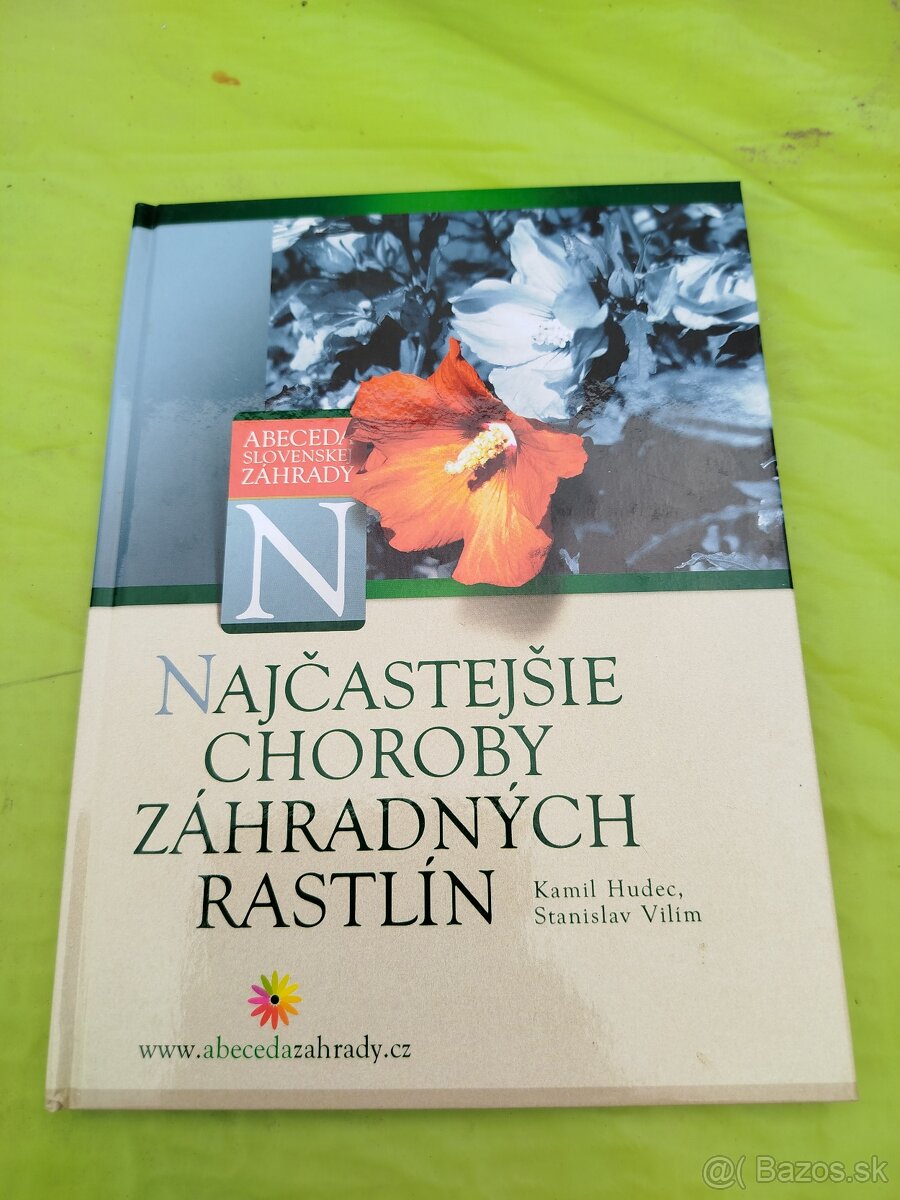 ABECEDA
SLOVENSKEJ
ZÁHRADY
N
NAJČASTEJŠIE
CHOROBY
ZÁHRADNÝCH
RASTLÍN
Kamil Hudec,
Stanislav Vilím
www.abecedazahrady.cz
@( Bazos.sk